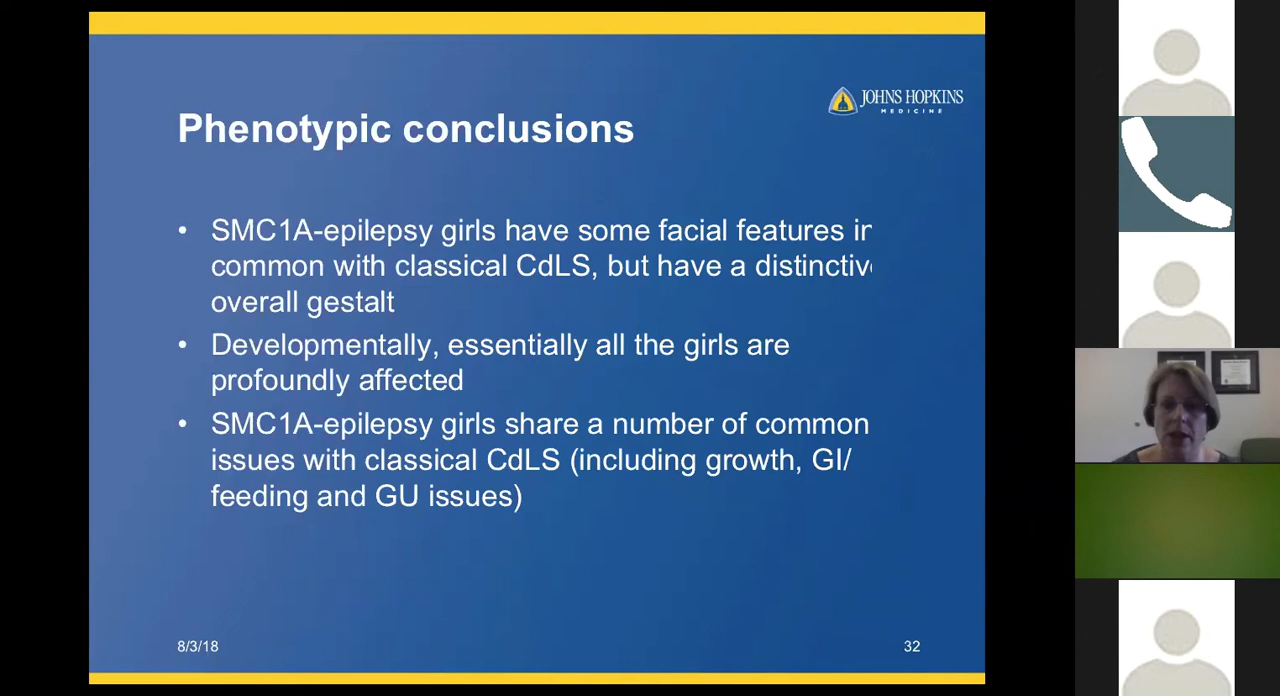 JOHNS HOPKINS
MEDICINE
Phenotypic conclusions
• SMC1A-epilepsy girls have some facial features in
common with classical CdLS, but have a distinctive
overall gestalt
• Developmentally, essentially all the girls are
profoundly affected
• SMC1A-epilepsy girls share a number of common
issues with classical CdLS (including growth, GI/
feeding and GU issues)
8/3/18
32